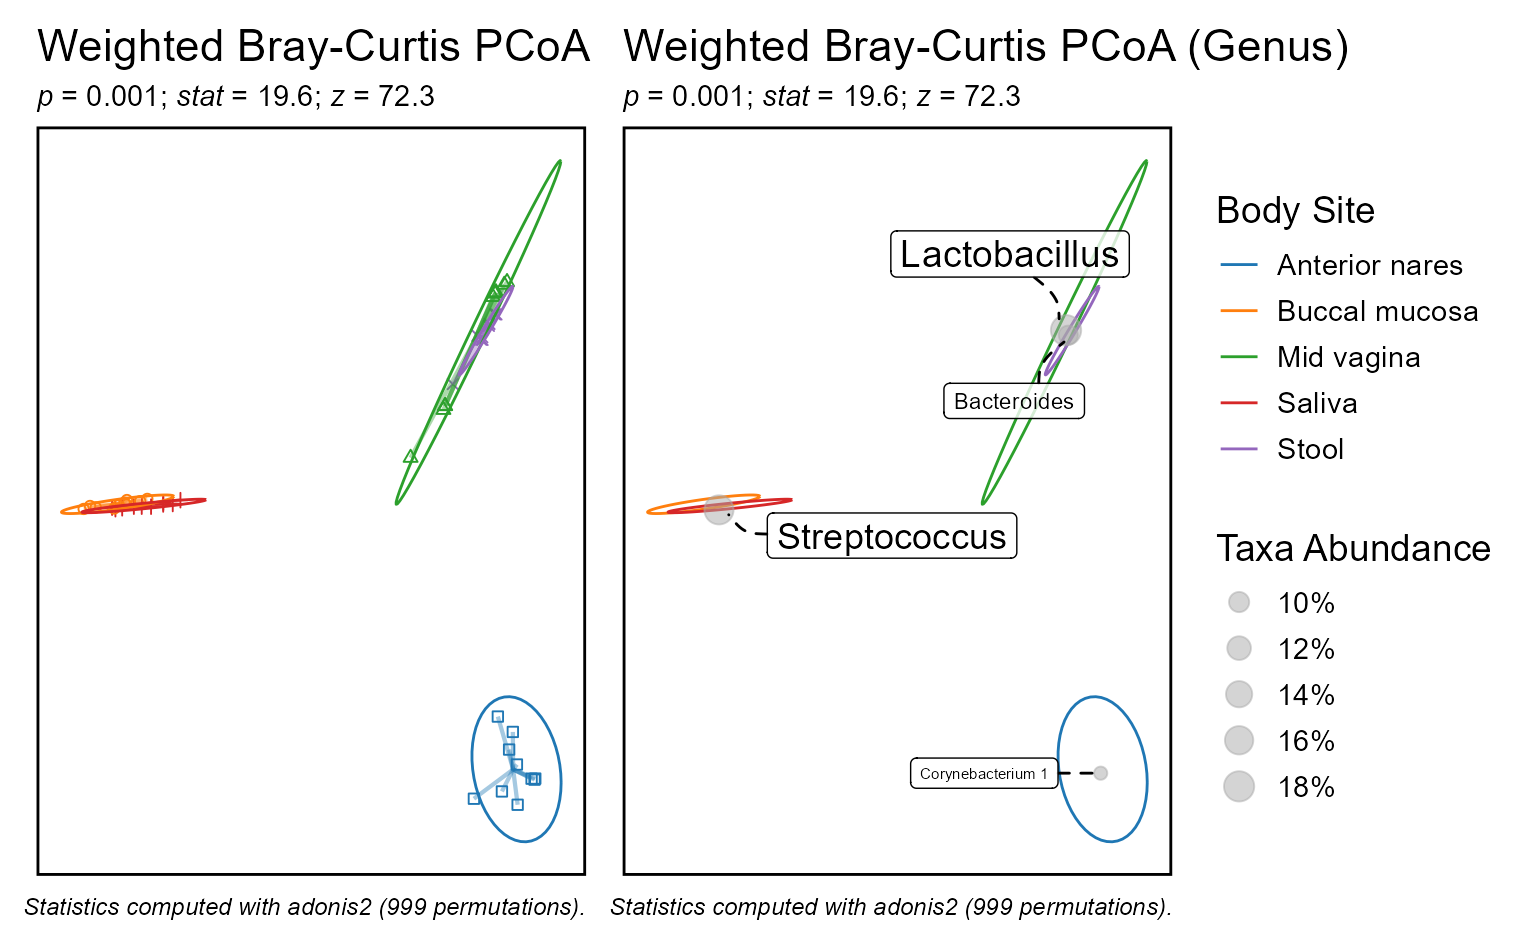 Weighted Bray-Curtis PCoA
p = 0.001; stat = 19.6; z = 72.3
Statistics computed with adonis2 (999 permutations).
Weighted Bray-Curtis PCoA (Genus)
p = 0.001; stat = 19.6; z = 72.3
Lactobacillus
Bacteroides
Streptococcus
Corynebacterium 1
Statistics computed with adonis2 (999 permutations).
Body Site
Anterior nares
Buccal mucosa
Mid vagina
Saliva
Stool
Taxa Abundance
10%
12%
14%
16%
18%